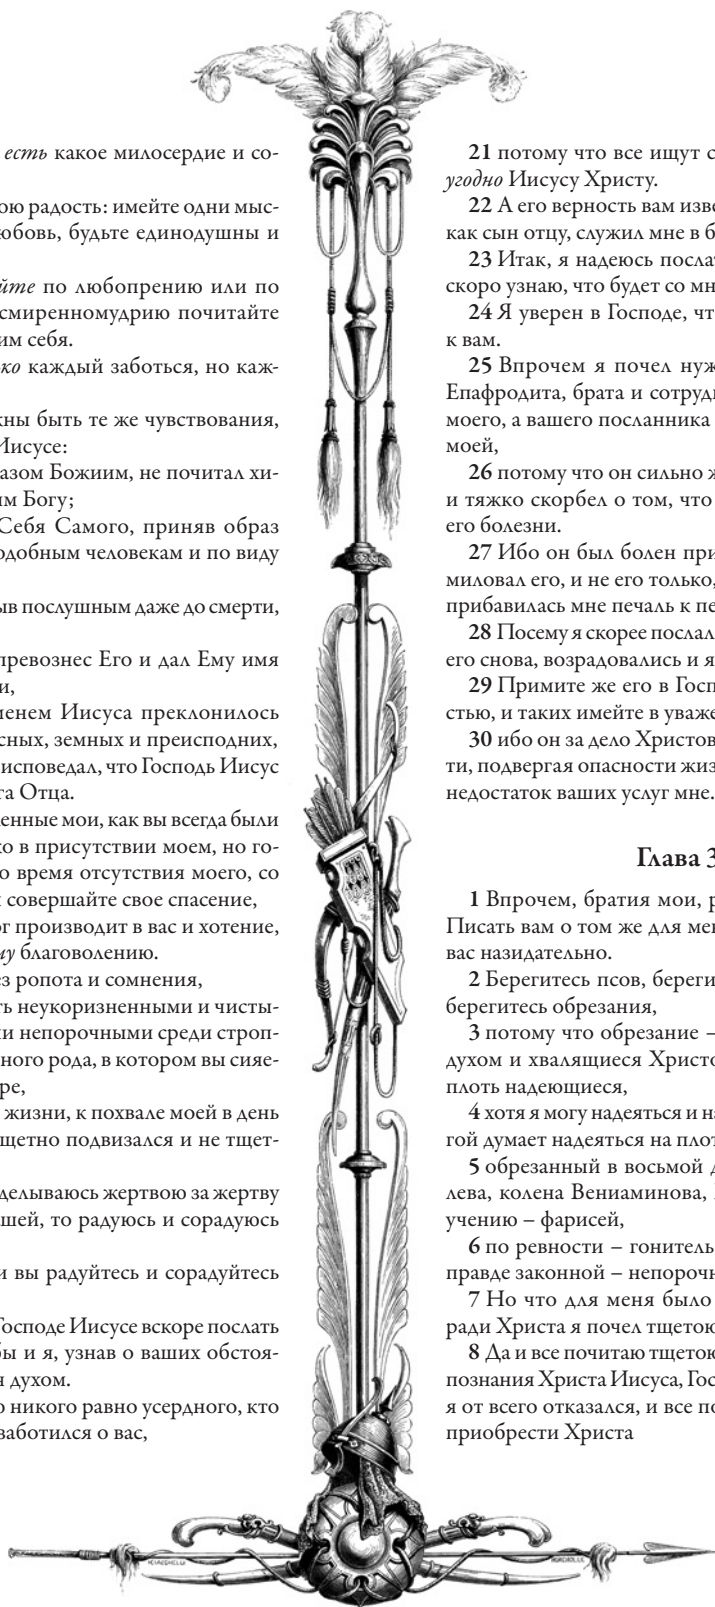 есть какое милосердие и со-
ою радость: имейте одни мыс-
юбовь, будьте единодушны и
йте по любопрению или по
смиренномудрию почитайте
им себя.
ко каждый заботься, но каж-
жны быть те же чувствования,
Иисусе:
азом Божиим, не почитал хи-
им Богу;
Себя Самого, приняв образ
одобным человекам и по виду
ыв послушным даже до смерти,
превознес Его и дал Ему имя
и,
менем Иисуса преклонилось
сных, земных и преисподних,
исповедал, что Господь Иисус
га Отца.
енные мои, как вы всегда были
ко в присутствии моем, но го-
о время отсутствия моего, со
совершайте свое спасение,
ог производит в вас и хотение,
му благоволению.
ез ропота и сомнения,
ть неукоризненными и чисты-
ми непорочными среди строп-
ного рода, в котором вы сияе-
ре,
жизни, к похвале моей в день
щетно подвизался и не тщет-
делываюсь жертвою за жертву
ашей, то радуюсь и сорадуюсь
и вы радуйтесь и сорадуйтесь
Господе Иисусе вскоре послать
бы и я, узнав о ваших обстоя-
я духом.
о никого равно усердного, кто
заботился о вас,
21 потому что все ищут с
угодно Иисусу Христу.
22 А его верность вам изве
как сын отцу, служил мне в б
23 Итак, я надеюсь посла
скоро узнаю, что будет со мн
24 Я уверен в Господе, чт
к вам.
25 Впрочем я почел нуж
Епафродита, брата и сотруд
моего, а вашего посланника
моей,
26 потому что он сильно ж
и тяжко скорбел о том, что
его болезни.
27 Ибо он был болен при
миловал его, и не его только,
прибавилась мне печаль к пе
28 Посему я скорее послал
его снова, возрадовались и я
29 Примите же его в Госп
стью, и таких имейте в уваже
30 ибо он за дело Христов
ти, подвергая опасности жиз
недостаток ваших услуг мне.
Глава 3
1 Впрочем, братия мои, р
Писать вам о том же для мен
вас назидательно.
2 Берегитесь псов, береги
берегитесь обрезания,
3 потому что обрезание –
духом и хвалящиеся Христо
плоть надеющиеся,
4 хотя я могу надеяться и н
гой думает надеяться на плот
5 обрезанный в восьмой д
лева, колена Вениаминова,
учению – фарисей,
6 по ревности – гонитель
правде законной – непорочн
7 Но что для меня было
ради Христа я почел тщетою
8 Да и все почитаю тщетою
познания Христа Иисуса, Гос
я от всего отказался, и все по
приобрести Христа